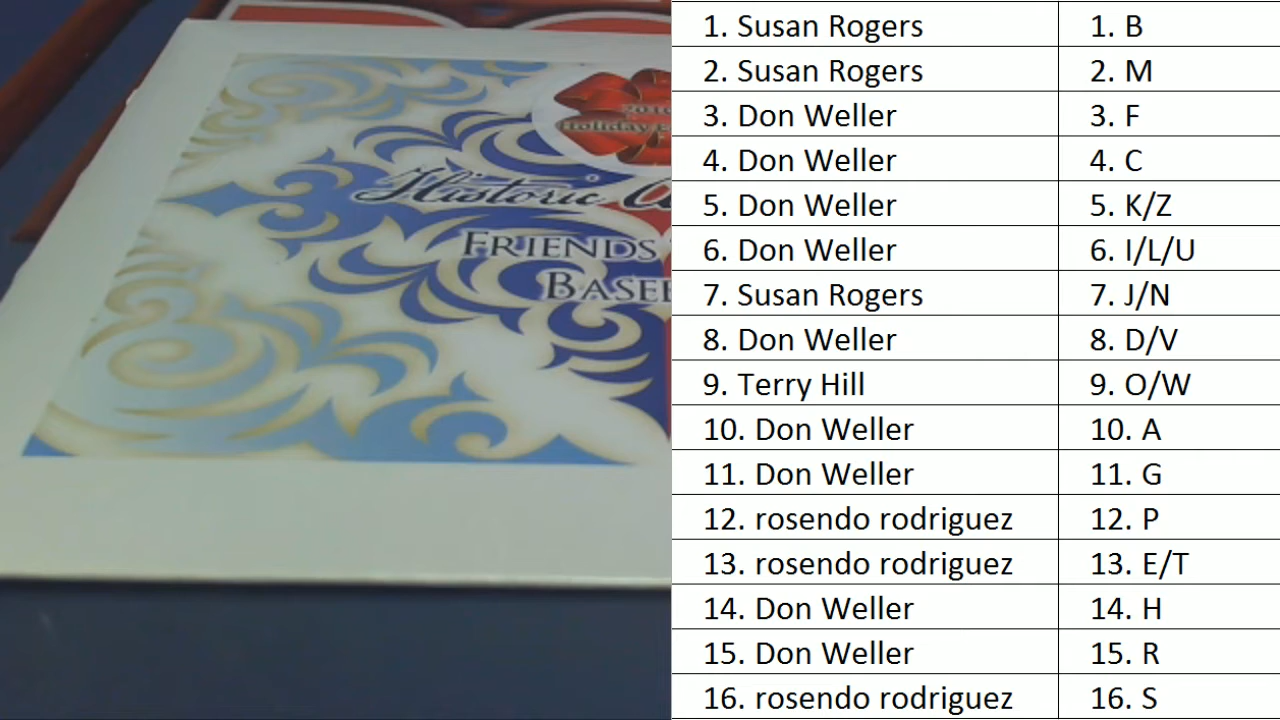 2016
Holiday
Historic
FRIENDS
1. Susan Rogers 1. B
2. Susan Rogers 2. M
3. Don Weller 3. F
4. Don Weller 4. C
5. Don Weller 5. K/Z
6. Don Weller 6. I/L/U
7. Susan Rogers 7. J/N
8. Don Weller 8. D/V
9. Terry Hill 9. O/W
10. Don Weller 10. A
11. Don Weller 11. G
12. rosendo rodriguez 12. P
13. rosendo rodriguez 13. E/T
14. Don Weller 14. H
15. Don Weller 15. R
16. rosendo rodriguez 16. S